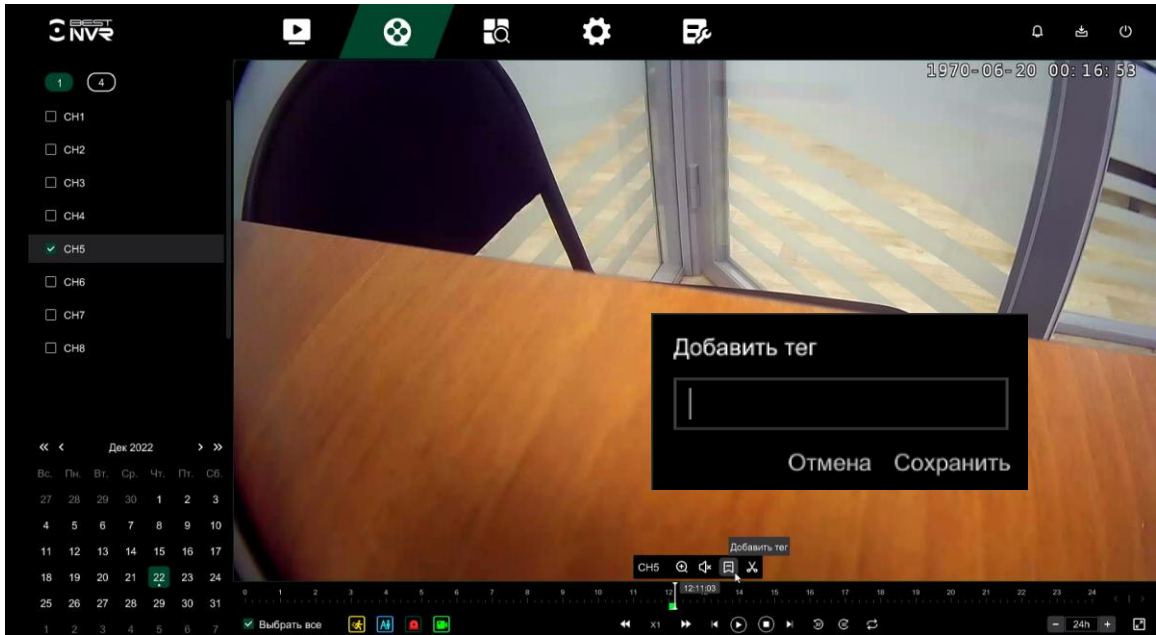 BEST
NVR
1970-06-20 00:16:53
1 4
CH1
CH2
CH3
CH4
CH5
CH6
CH7
CH8
Добавить тег
Отмена Сохранить
Дек 2022
Вс. Пн. Вт. Ср. Чт. Пт. Сб.
27 28 29 30 1 2 3
4 5 6 7 8 9 10
11 12 13 14 15 16 17
18 19 20 21 22 23 24
25 26 27 28 29 30 31
1 2 3 4 5 6 7
Добавить тег
CH5
12:11:03
0 1 2 3 4 5 6 7 8 9 10 11 12 14 15 16 17 18 19 20 21 22 23 24
Выбрать все
X1
24h